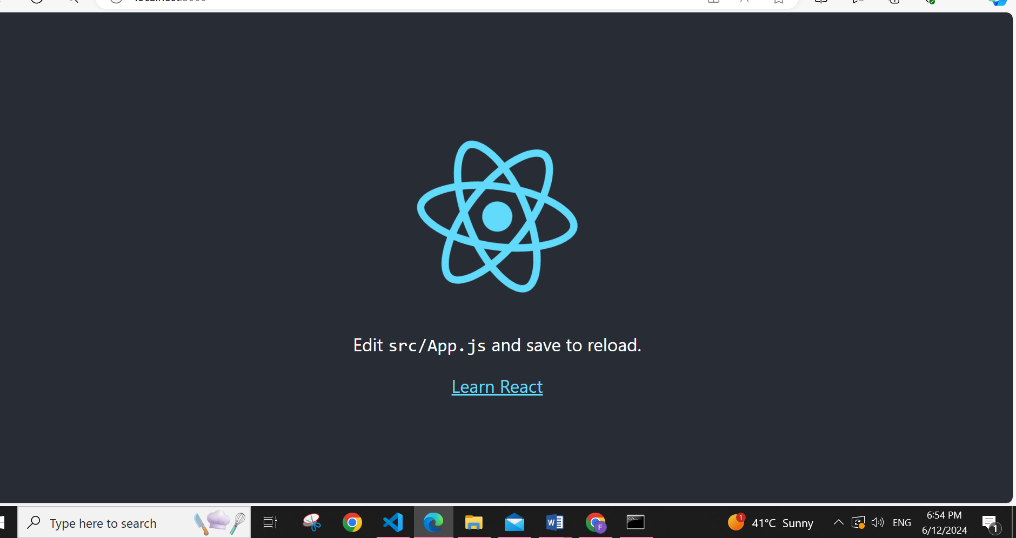 Edit src/App.js and save to reload.
Learn React
Type here to search
41°C Sunny
ENG
6:54 PM
6/12/2024
1